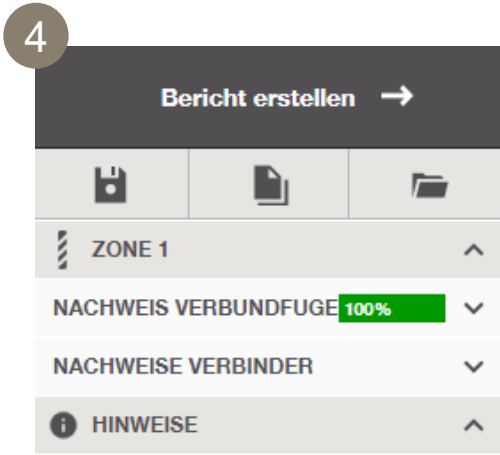 4
Bericht erstellen →
ZONE 1
NACHWEIS VERBUNDFUGE 100%
NACHWEISE VERBINDER
HINWEISE